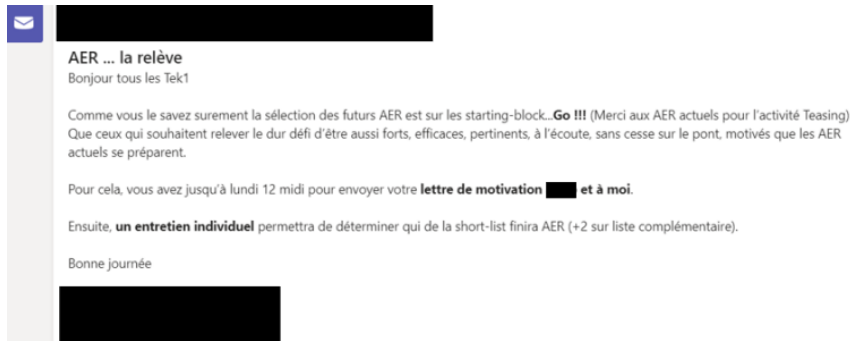 AER ... la relève
Bonjour tous les Tek1
Comme vous le savez surement la sélection des futurs AER est sur les starting-block...Go !!! (Merci aux AER actuels pour l'activité Teasing)
Que ceux qui souhaitent relever le dur défi d'être aussi forts, efficaces, pertinents, à l'écoute, sans cesse sur le pont, motivés que les AER
actuels se préparent.
Pour cela, vous avez jusqu'à lundi 12 midi pour envoyer votre lettre de motivation et à moi.
Ensuite, un entretien individuel permettra de déterminer qui de la short-list finira AER (+2 sur liste complémentaire).
Bonne journée